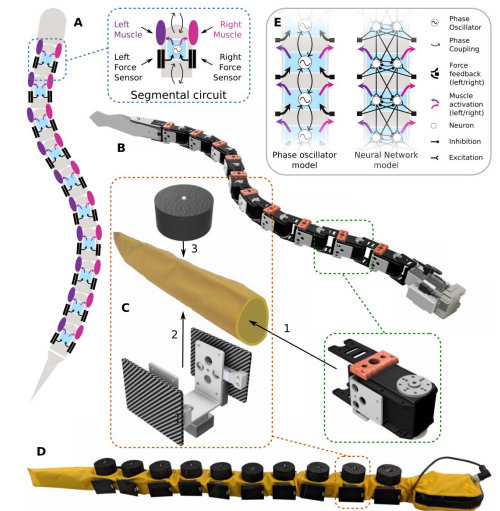 A
Left
Muscle
Right
Muscle
Left
Force
Sensor
Right
Force
Sensor
Segmental circuit
E
Phase oscillator
model
Neural Network
model
Phase
Oscillator
Phase
Coupling
Force
feedback
(left/right)
Muscle
activation
(left/right)
Neuron
Inhibition
Excitation
B
3
C
2
1
D